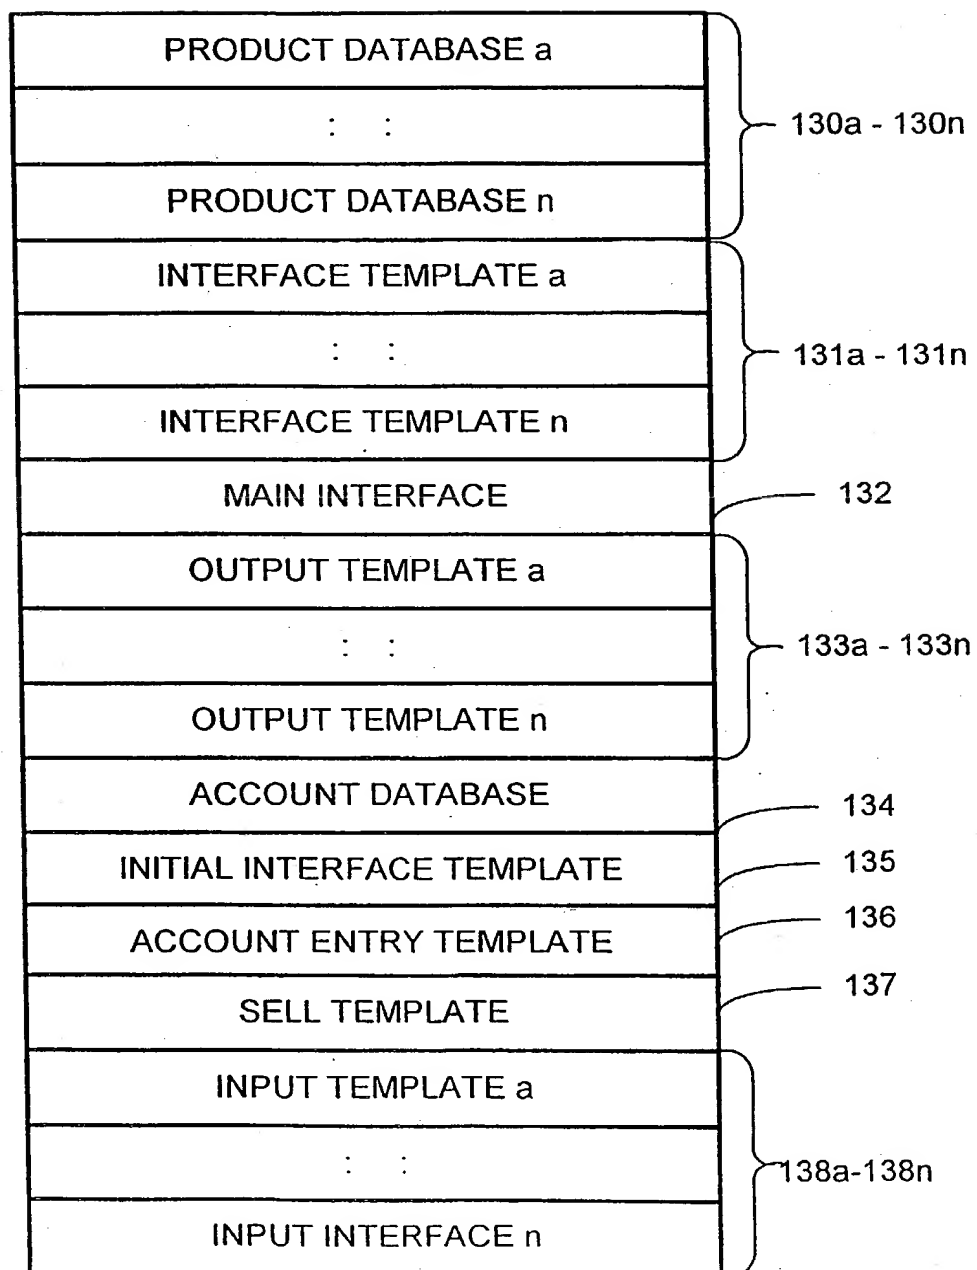 PRODUCT DATABASE a
: :
130a - 130n
PRODUCT DATABASE n
INTERFACE TEMPLATE a
: :
131a - 131n
INTERFACE TEMPLATE n
MAIN INTERFACE
132
OUTPUT TEMPLATE a
: :
133a - 133n
OUTPUT TEMPLATE n
ACCOUNT DATABASE
134
INITIAL INTERFACE TEMPLATE
135
ACCOUNT ENTRY TEMPLATE
136
SELL TEMPLATE
137
INPUT TEMPLATE a
: :
138a-138n
INPUT INTERFACE n